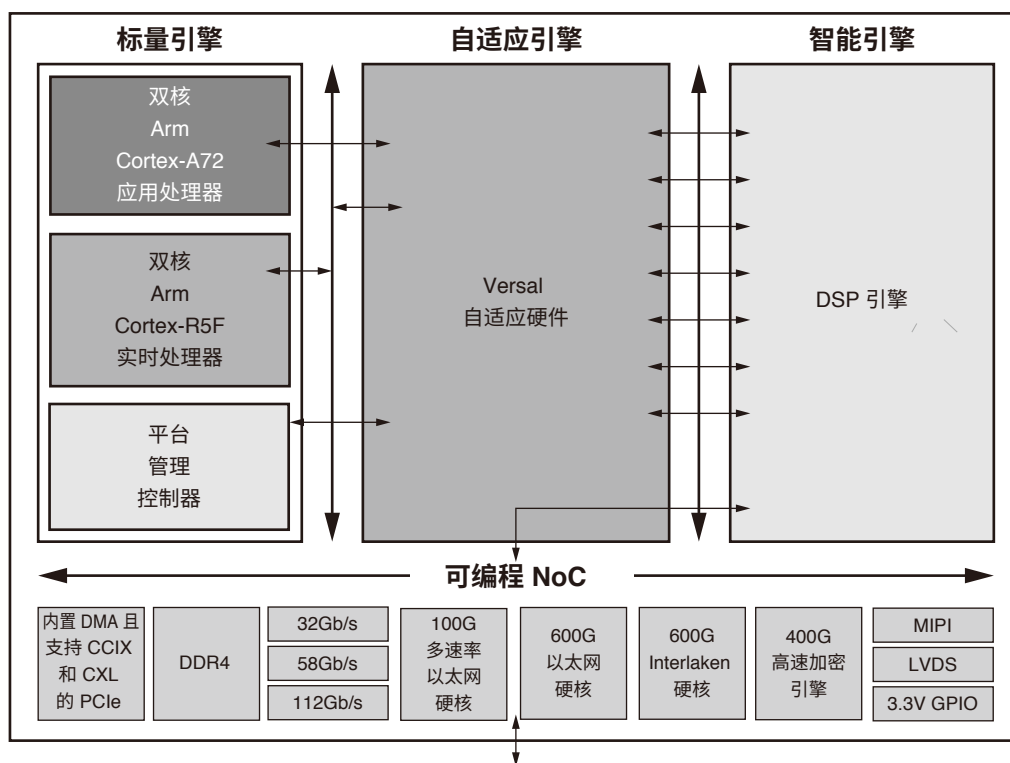 标量引擎
自适应引擎
智能引擎
双核
Arm
Cortex-A72
应用处理器
双核
Arm
Cortex-R5F
实时处理器
平台
管理
控制器
Versal
自适应硬件
DSP 引擎
可编程 NoC
内置 DMA 且
支持 CCIX
和 CXL
的 PCIe
DDR4
32Gb/s
58Gb/s
112Gb/s
100G
多速率
以太网
硬核
600G
以太网
硬核
600G
Interlaken
硬核
400G
高速加密
引擎
MIPI
LVDS
3.3V GPIO